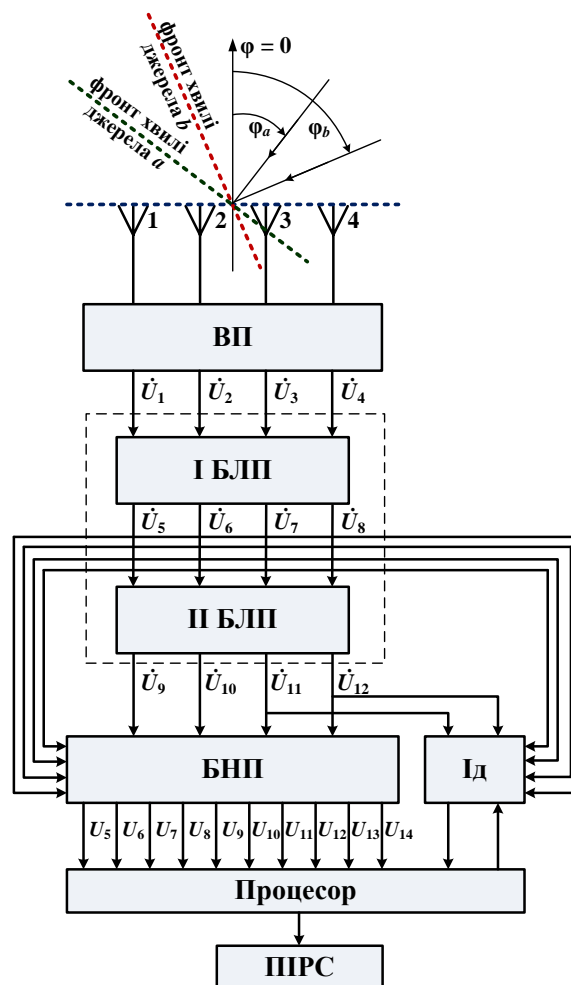 φ = 0
фронт хвилі
джерела b
фронт хвилі
джерела a
φa
φb
1
2
3
4
ВП
U̇1
U̇2
U̇3
U̇4
I БЛП
U̇5
U̇6
U̇7
U̇8
II БЛП
U̇9
U̇10
U̇11
U̇12
БНП
Ід
U5
U6
U7
U8
U9
U10
U11
U12
U13
U14
Процесор
ПІРС